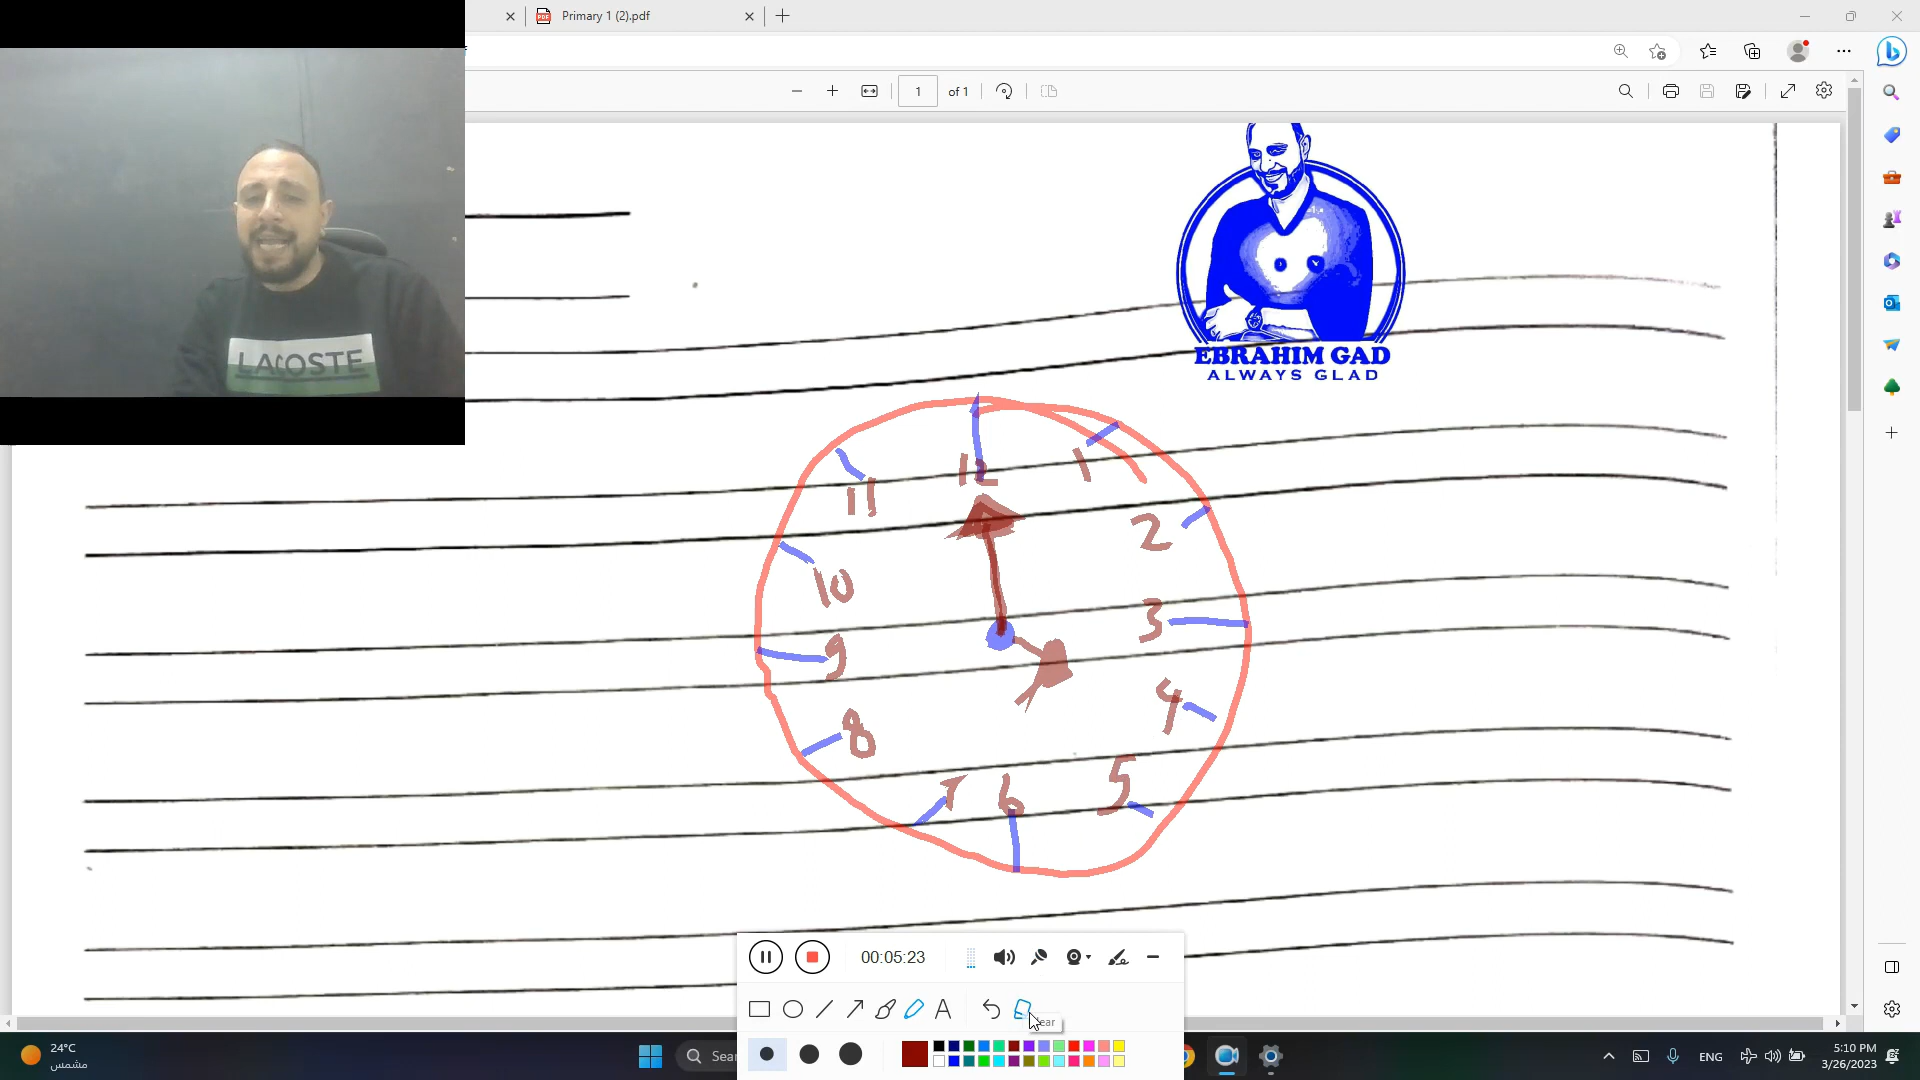 Primary 1 (2).pdf
1 of 1
LACOSTE
EBRAHIM GAD
ALWAYS GLAD
12
1
2
3
4
5
6
7
8
9
10
11
00:05:23
A
24°C
مشمس
ENG
5:10 PM
3/26/2023